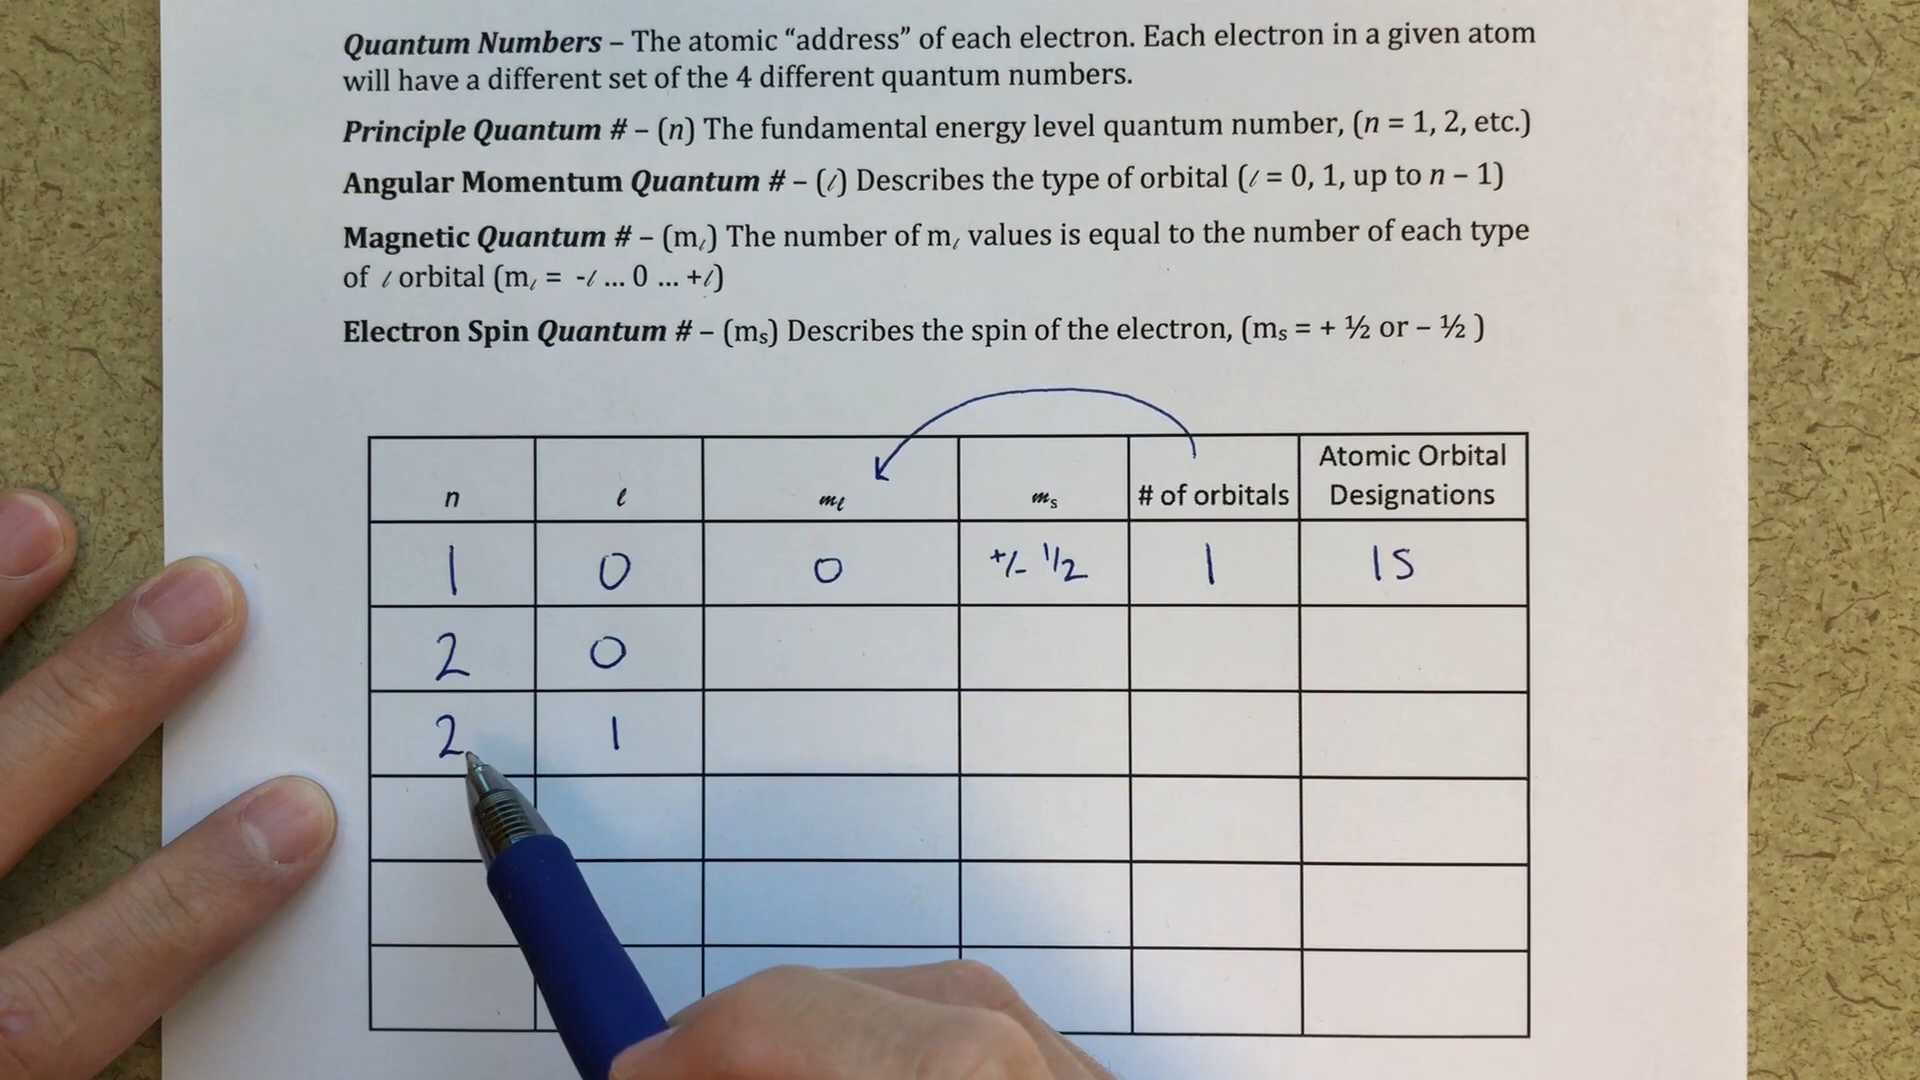 Quantum Numbers – The atomic “address” of each electron. Each electron in a given atom
will have a different set of the 4 different quantum numbers.
Principle Quantum # – (n) The fundamental energy level quantum number, (n = 1, 2, etc.)
Angular Momentum Quantum # – (ℓ) Describes the type of orbital (ℓ = 0, 1, up to n – 1)
Magnetic Quantum # – (mℓ) The number of mℓ values is equal to the number of each type
of ℓ orbital (mℓ = -ℓ ... 0 ... +ℓ)
Electron Spin Quantum # – (ms) Describes the spin of the electron, (ms = + ½ or – ½ )
n ℓ mℓ ms # of orbitals Atomic Orbital Designations
1 0 0 +/- 1/2 1 1S
2 0
2 1